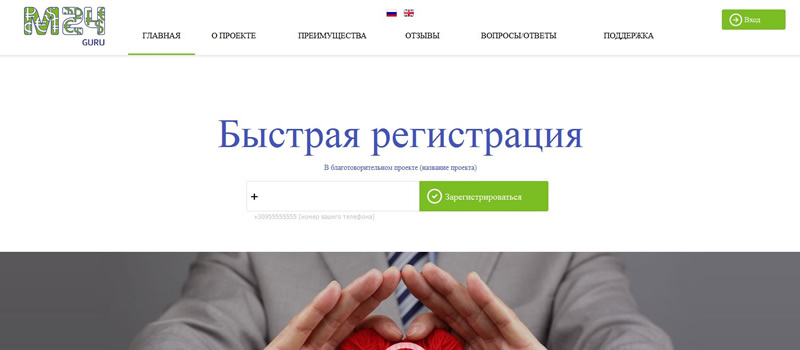 M24
GURU
ГЛАВНАЯ
О ПРОЕКТЕ
ПРЕИМУЩЕСТВА
ОТЗЫВЫ
ВОПРОСЫ/ОТВЕТЫ
ПОДДЕРЖКА
Вход
Быстрая регистрация
В благотоворительном проекте (название проекта)
+
Зарегистрироваться
+30955555555 (номер вашего телефона)